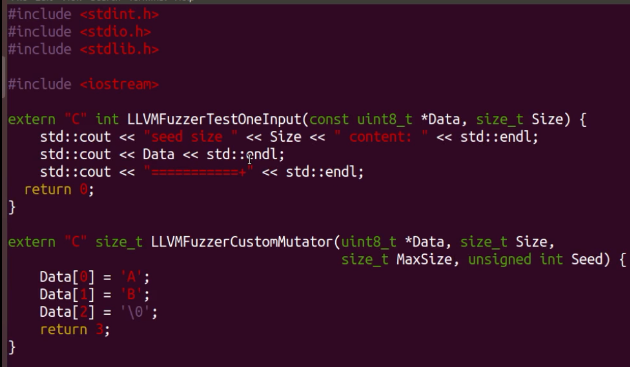 #include <stdint.h>
#include <stdio.h>
#include <stdlib.h>
#include <iostream>
extern "C" int LLVMFuzzerTestOneInput(const uint8_t *Data, size_t Size) {
    std::cout << "seed size " << Size << " content: " << std::endl;
    std::cout << Data << std::endl;
    std::cout << "===========+" << std::endl;
  return 0;
}
extern "C" size_t LLVMFuzzerCustomMutator(uint8_t *Data, size_t Size,
                                          size_t MaxSize, unsigned int Seed) {
    Data[0] = 'A';
    Data[1] = 'B';
    Data[2] = '\0';
    return 3;
}